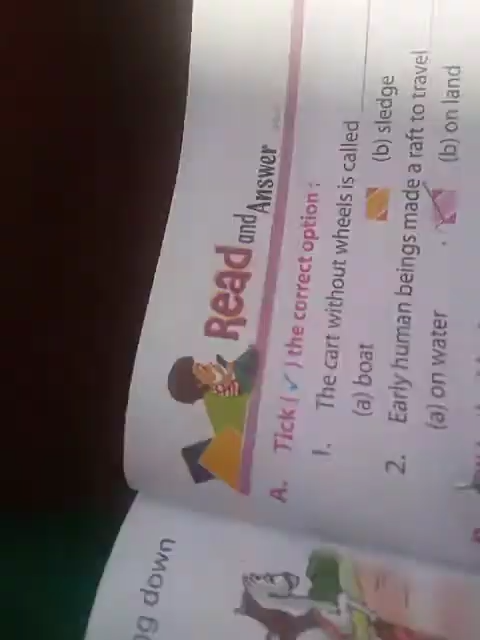 Read and Answer
A. Tick ( ✓ ) the correct option :
1. The cart without wheels is called
(a) boat (b) sledge
2. Early human beings made a raft to travel
(a) on water (b) on land
down